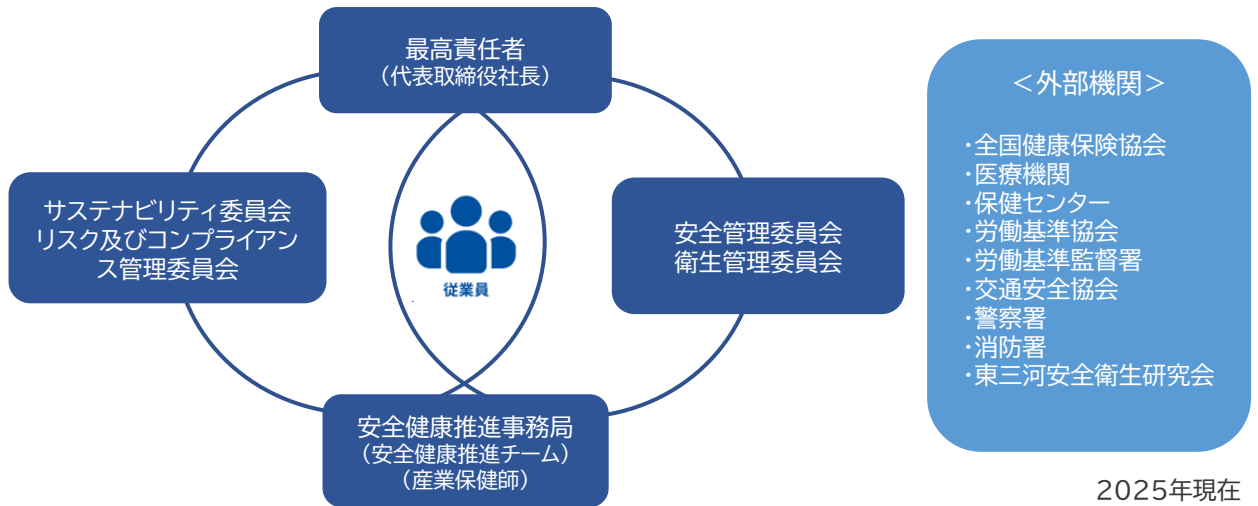 最高責任者
（代表取締役社長）
サステナビリティ委員会
リスク及びコンプライアン
ス管理委員会
従業員
安全管理委員会
衛生管理委員会
安全健康推進事務局
（安全健康推進チーム）
（産業保健師）
＜外部機関＞
・全国健康保険協会
・医療機関
・保健センター
・労働基準協会
・労働基準監督署
・交通安全協会
・警察署
・消防署
・東三河安全衛生研究会
2025年現在